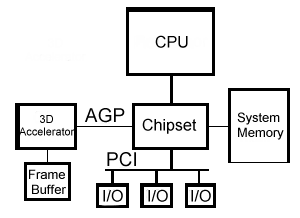 CPU
3D
Accelerator
AGP
Chipset
System
Memory
Frame
Buffer
PCI
I/O
I/O
I/O